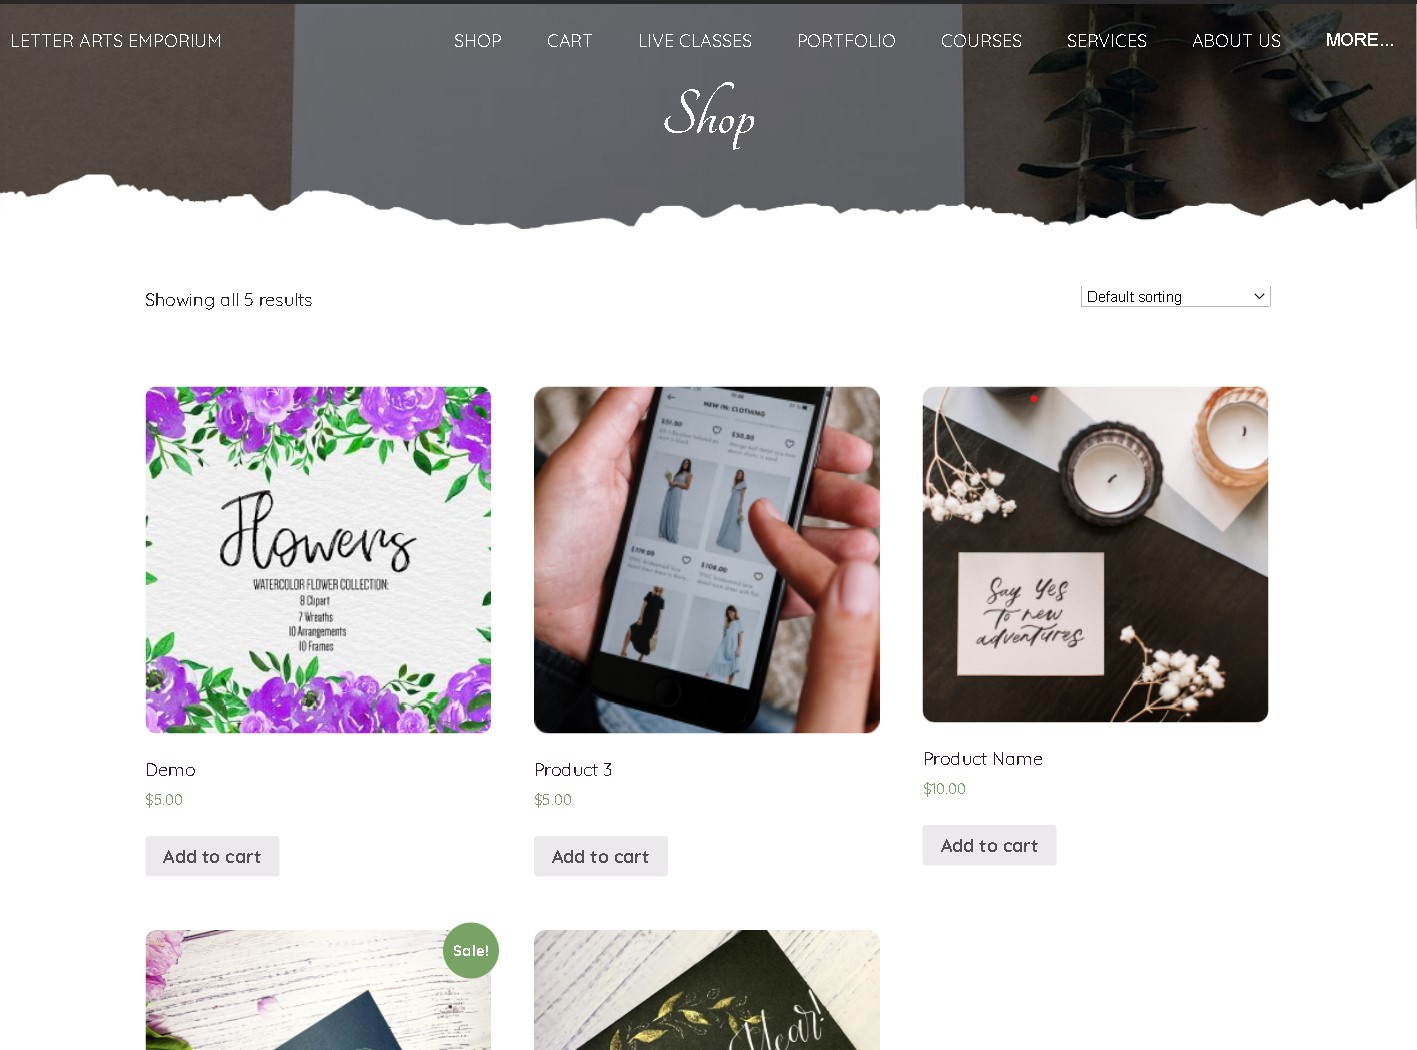 LETTER ARTS EMPORIUM
SHOP CART LIVE CLASSES PORTFOLIO COURSES SERVICES ABOUT US MORE...
Shop
Showing all 5 results
Default sorting
Flowers
WATERCOLOR FLOWER COLLECTION:
8 Clipart
7 Wreaths
10 Arrangements
10 Frames
NEW IN: CLOTHING
Say yes
to new
adventures
Demo
$5.00
Add to cart
Product 3
$5.00
Add to cart
Product Name
$10.00
Add to cart
Sale!
Year!